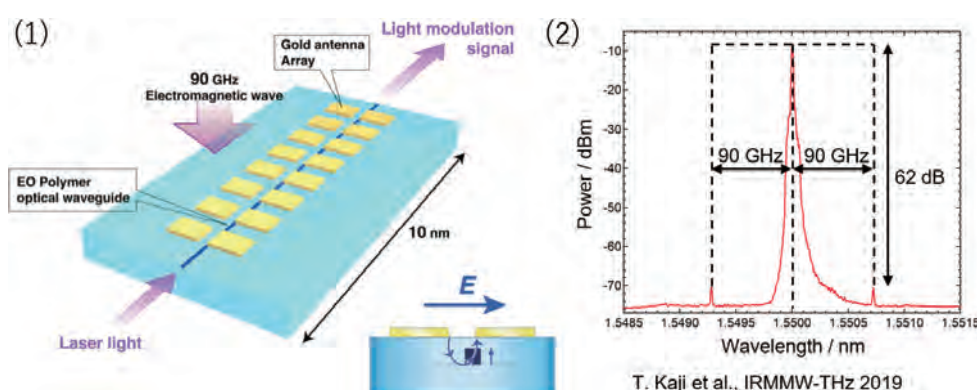 (1)
Light modulation
signal
Gold antenna
Array
90 GHz
Electromagnetic wave
EO Polymer
optical waveguide
10 nm
Laser light
E
(2)
-10
-20
-30
-40
-50
-60
-70
Power / dBm
90 GHz
90 GHz
62 dB
1.5485
1.5490
1.5495
1.5500
1.5505
1.5510
1.5515
Wavelength / nm
T. Kaji et al., IRMMW-THz 2019